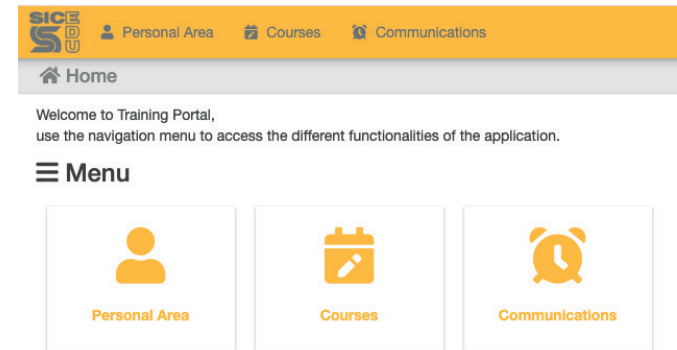 SICE EDU
Personal Area Courses Communications
Home
Welcome to Training Portal,
use the navigation menu to access the different functionalities of the application.
Menu
Personal Area Courses Communications